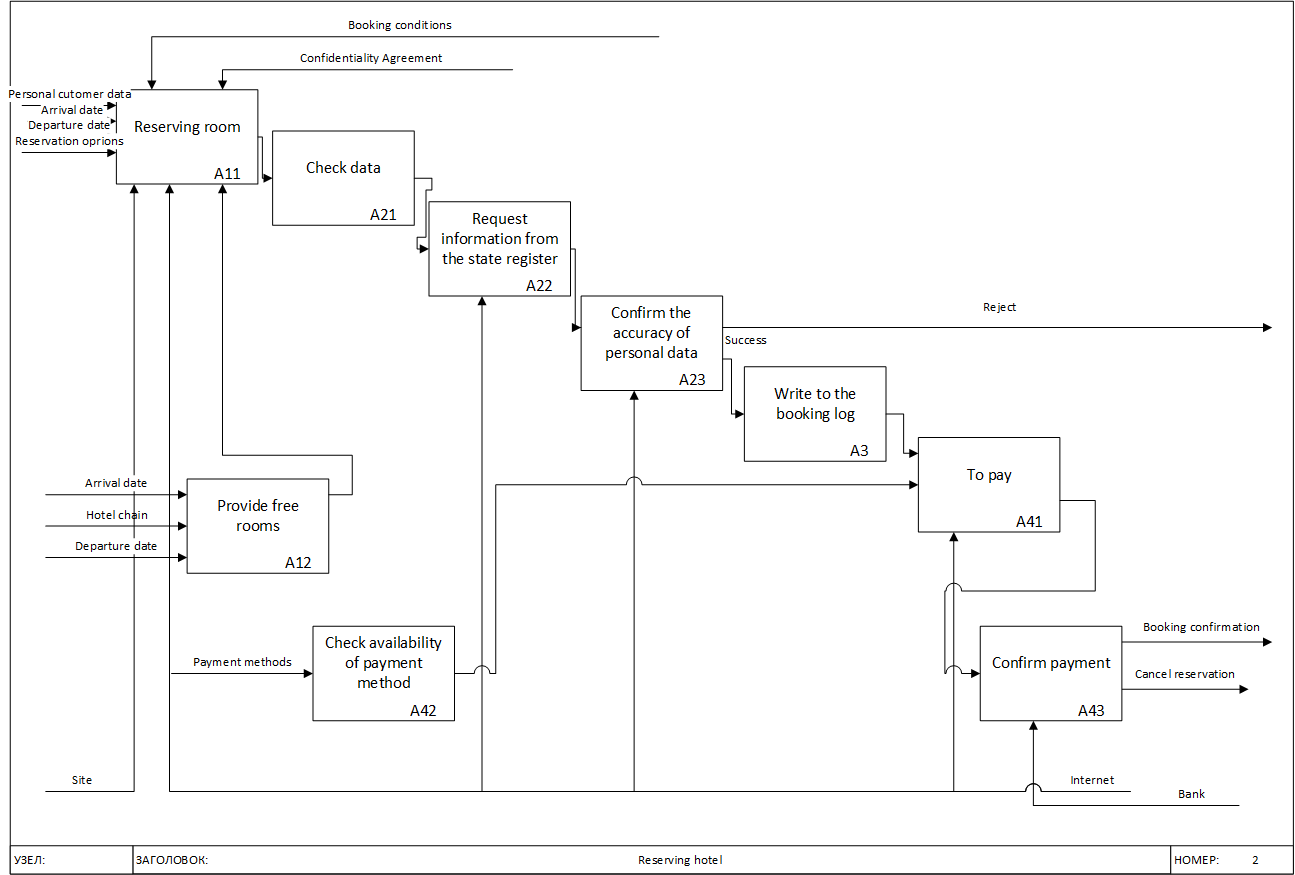 Booking conditions
Confidentiality Agreement
Personal cutomer data
Arrival date
Departure date
Reservation oprions
Reserving room
A11
Check data
A21
Request
information from
the state register
A22
Confirm the
accuracy of
personal data
A23
Reject
Success
Write to the
booking log
A3
To pay
A41
Arrival date
Hotel chain
Departure date
Provide free
rooms
A12
Payment methods
Check availability
of payment
method
A42
Confirm payment
A43
Booking confirmation
Cancel reservation
Site
Internet
Bank
УЗЕЛ:
ЗАГОЛОВОК:
Reserving hotel
НОМЕР:
2